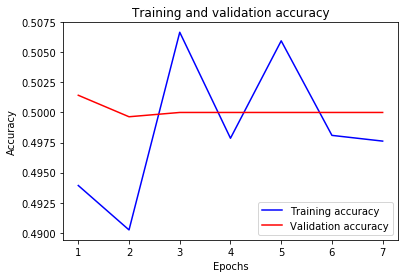 Training and validation accuracy
0.5075
0.5050
0.5025
0.5000
0.4975
0.4950
0.4925
0.4900
Accuracy
Training accuracy
Validation accuracy
1 2 3 4 5 6 7
Epochs